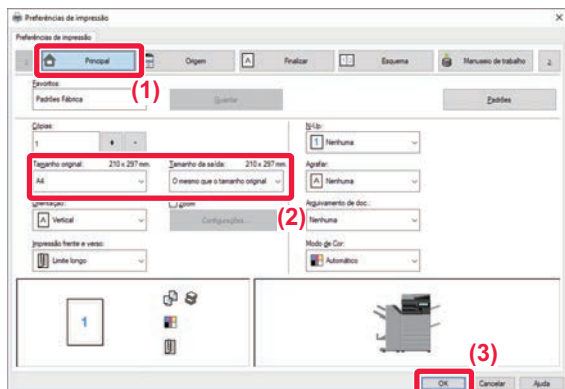 Preferências de impressão
Preferências de impressão
Principal Origem Finalizar Esquema Manuseio de trabalho
(1)
Favoritos:
Padrões Fábrica Guardar Padrões
Cópias: N-Up:
1 + - 1 Nenhuma
Tamanho original: 210 x 297 mm. Tamanho da saída: 210 x 297 mm. Agrafar:
A4 O mesmo que o tamanho original A Nenhuma
(2)
Orientação: Zoom Arquivamento de doc.:
A Vertical Configurações... Nenhuma
Impressão frente e verso: Modo de Cor:
Limite longo Automático
1
(3)
OK Cancelar Ajuda